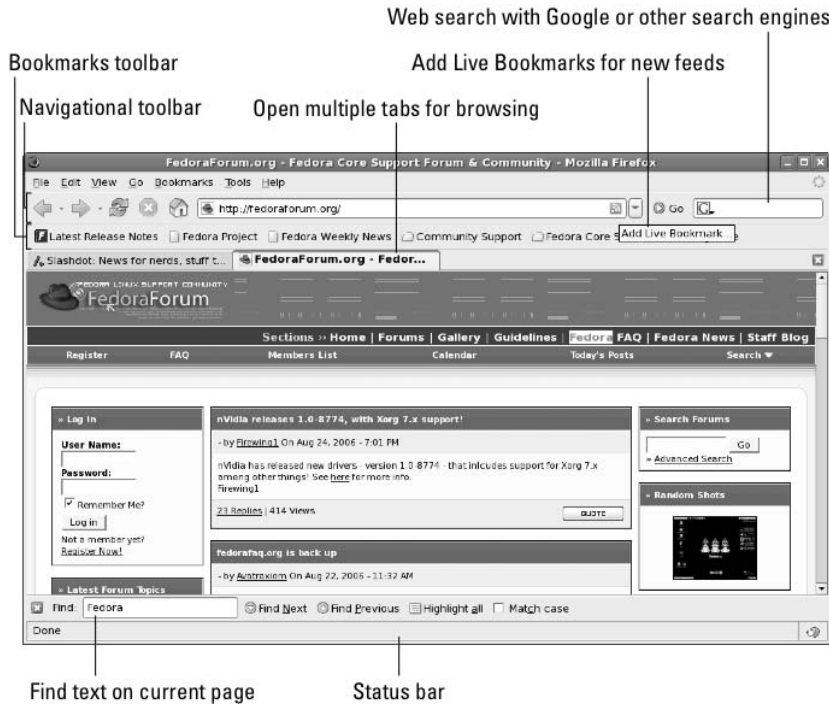 Web search with Google or other search engines
Bookmarks toolbar
Add Live Bookmarks for new feeds
Navigational toolbar
Open multiple tabs for browsing
FedoraForum.org - Fedora Core Support Forum & Community - Mozilla Firefox
File Edit View Go Bookmarks Tools Help
http://fedoraforum.org/ Go G
Latest Release Notes Fedora Project Fedora Weekly News Community Support Fedora Core
Add Live Bookmark...
Slashdot: News for nerds, stuff t... FedoraForum.org - Fedor...
FEDORA LINUX SUPPORT COMMUNITY
FedoraForum
Sections >> Home | Forums | Gallery | Guidelines | Fedora FAQ | Fedora News | Staff Blog
Register FAQ Members List Calendar Today's Posts Search
» Log in
User Name:
Password:
Remember Me?
Log in
Not a member yet?
Register Now!
» Latest Forum Topics
nVidia releases 1.0-8774, with Xorg 7.x support!
- by Firewing1 On Aug 24, 2006 - 7:01 PM
nVidia has released new drivers - version 1.0-8774 - that inlcudes support for Xorg 7.x
among other things! See here for more info.
Firewing1
23 Replies | 414 Views
QUOTE
fedorafaq.org is back up
- by Avatraxiom On Aug 22, 2006 - 11:32 AM
» Search Forums
Go
» Advanced Search
» Random Shots
Find: Fedora Find Next Find Previous Highlight all Match case
Done
Find text on current page
Status bar